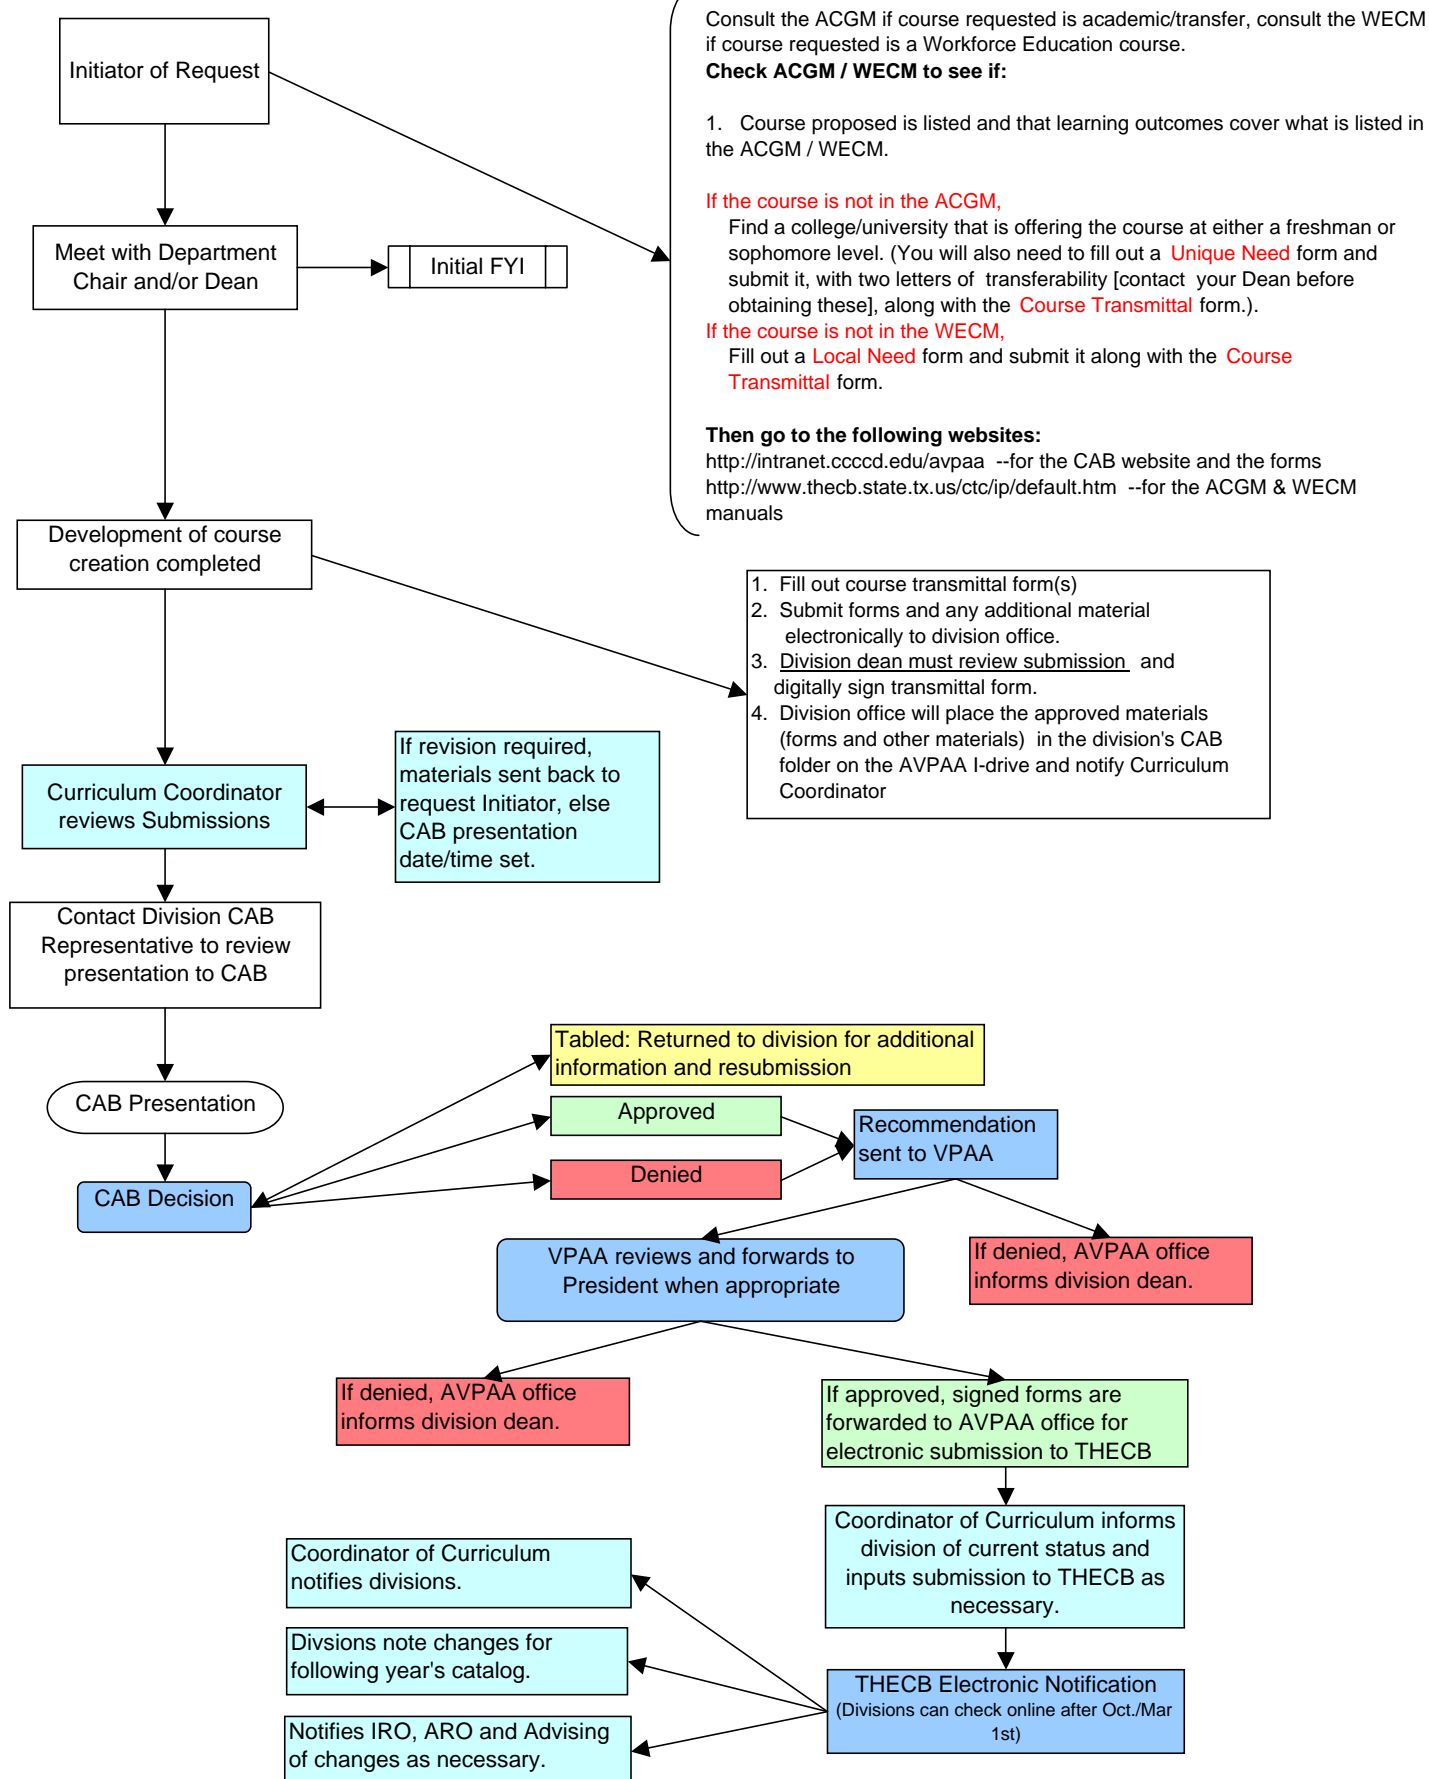 Initiator of Request
Consult the ACGM if course requested is academic/transfer, consult the WECM
if course requested is a Workforce Education course.
Check ACGM / WECM to see if:
1. Course proposed is listed and that learning outcomes cover what is listed in
the ACGM / WECM.
If the course is not in the ACGM,
Find a college/university that is offering the course at either a freshman or
sophomore level. (You will also need to fill out a Unique Need form and
submit it, with two letters of transferability [contact your Dean before
obtaining these], along with the Course Transmittal form.).
If the course is not in the WECM,
Fill out a Local Need form and submit it along with the Course
Transmittal form.
Then go to the following websites:
http://intranet.ccccd.edu/avpaa --for the CAB website and the forms
http://www.thecb.state.tx.us/ctc/ip/default.htm --for the ACGM & WECM
manuals
Meet with Department
Chair and/or Dean
Initial FYI
Development of course
creation completed
1. Fill out course transmittal form(s)
2. Submit forms and any additional material
electronically to division office.
3. Division dean must review submission and
digitally sign transmittal form.
4. Division office will place the approved materials
(forms and other materials) in the division's CAB
folder on the AVPAA I-drive and notify Curriculum
Coordinator
Curriculum Coordinator
reviews Submissions
If revision required,
materials sent back to
request Initiator, else
CAB presentation
date/time set.
Contact Division CAB
Representative to review
presentation to CAB
CAB Presentation
CAB Decision
Tabled: Returned to division for additional
information and resubmission
Approved
Denied
Recommendation
sent to VPAA
VPAA reviews and forwards to
President when appropriate
If denied, AVPAA office
informs division dean.
If denied, AVPAA office
informs division dean.
If approved, signed forms are
forwarded to AVPAA office for
electronic submission to THECB
Coordinator of Curriculum informs
division of current status and
inputs submission to THECB as
necessary.
THECB Electronic Notification
(Divisions can check online after Oct./Mar
1st)
Coordinator of Curriculum
notifies divisions.
Divsions note changes for
following year's catalog.
Notifies IRO, ARO and Advising
of changes as necessary.